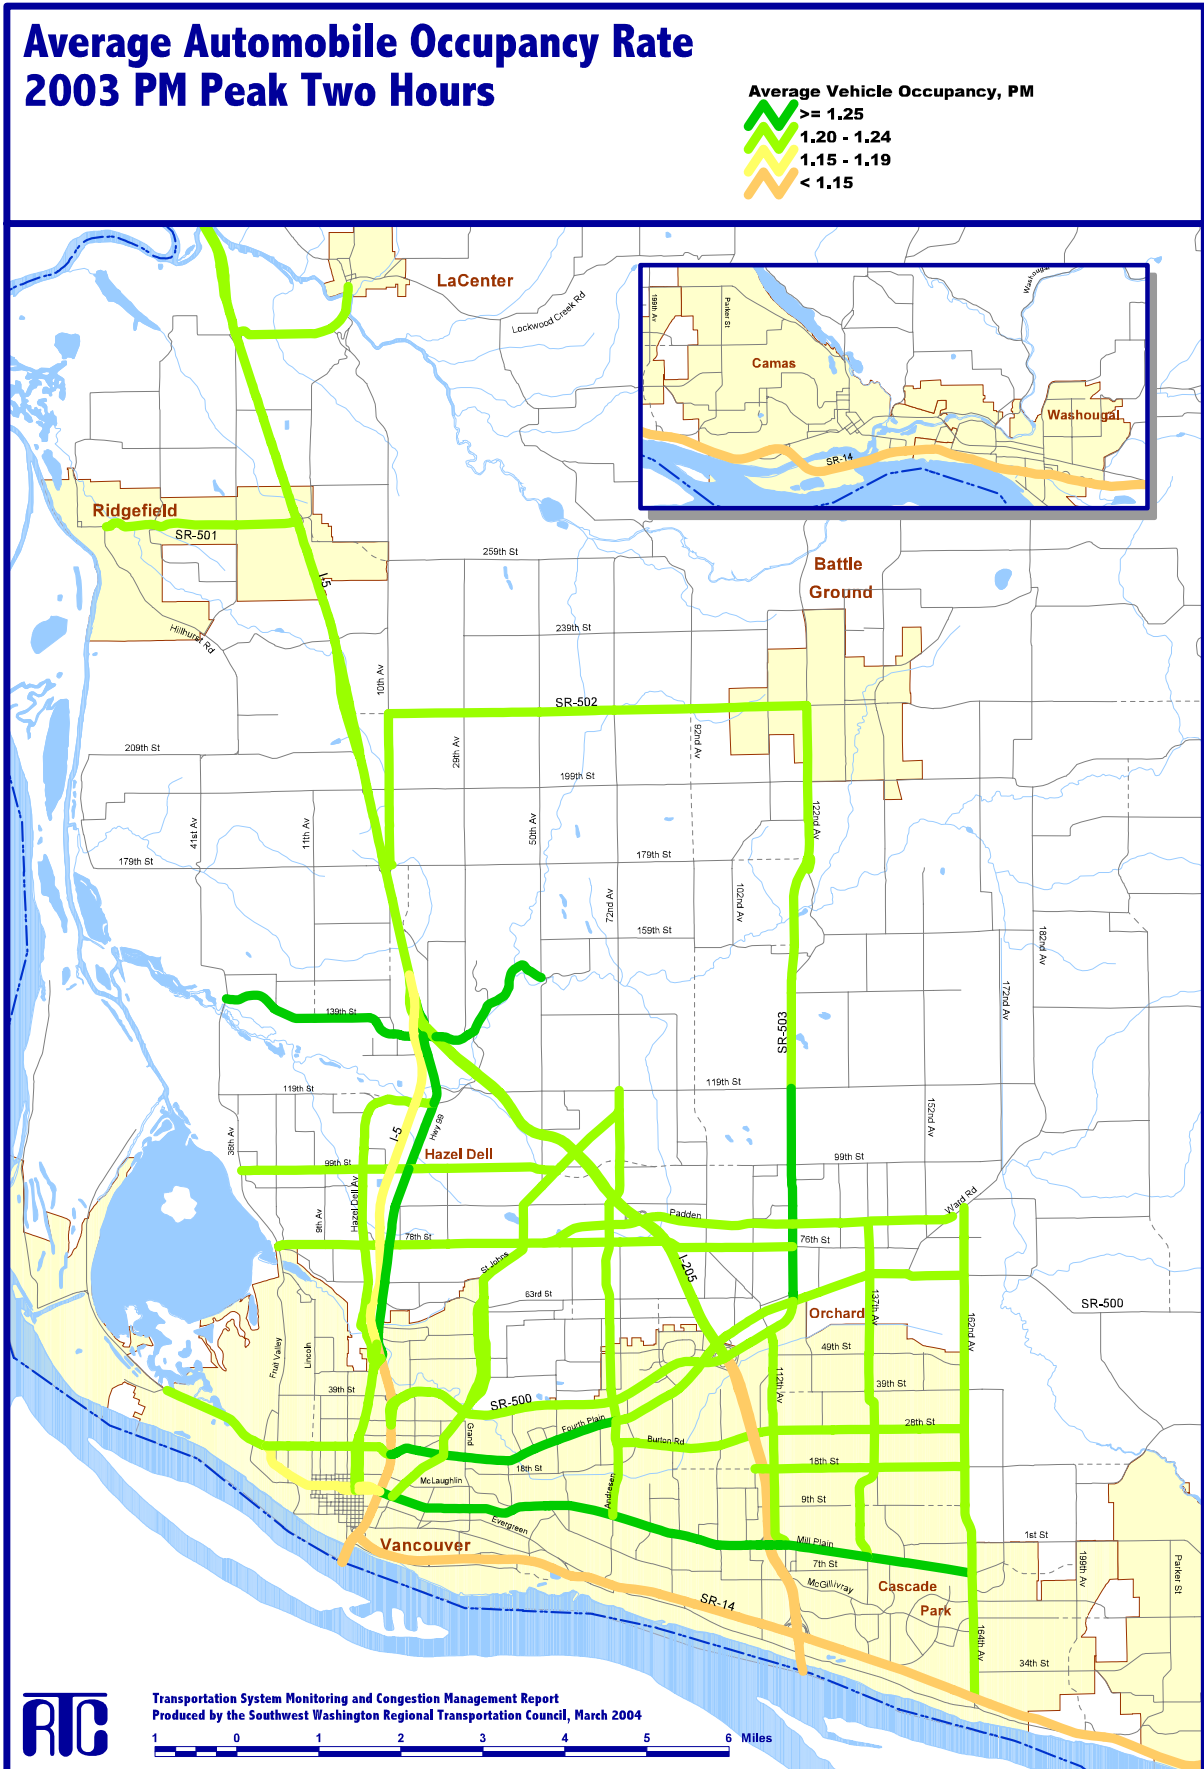 Average Automobile Occupancy Rate
2003 PM Peak Two Hours
Average Vehicle Occupancy, PM
>= 1.25
1.20 - 1.24
1.15 - 1.19
< 1.15
LaCenter
Lockwood Creek Rd
Washougal
199th Av
Parker St
Camas
Washougal
SR-14
Ridgefield
SR-501
I-5
Hillhurst Rd
259th St
Battle
Ground
239th St
10th Av
SR-502
209th St
29th Av
92nd Av
199th St
41st Av
11th Av
50th Av
122nd Av
179th St
179th St
72nd Av
102nd Av
159th St
182nd Av
172nd Av
139th St
SR-503
119th St
119th St
152nd Av
36th Av
I-5
Hwy 99
Hazel Dell
99th St
99th St
Hazel Dell Av
9th Av
Ward Rd
Padden
78th St
76th St
St Johns
I-205
63rd St
Orchards
137th Av
SR-500
162nd Av
Fruit Valley
Lincoln
49th St
112th Av
39th St
39th St
SR-500
Grand
Fourth Plain
28th St
Burton Rd
18th St
18th St
McLaughlin
Andresen
9th St
Evergreen
1st St
Mill Plain
Vancouver
7th St
199th Av
Parker St
McGillivray
Cascade
Park
SR-14
164th Av
34th St
RTC
Transportation System Monitoring and Congestion Management Report
Produced by the Southwest Washington Regional Transportation Council, March 2004
1 0 1 2 3 4 5 6 Miles